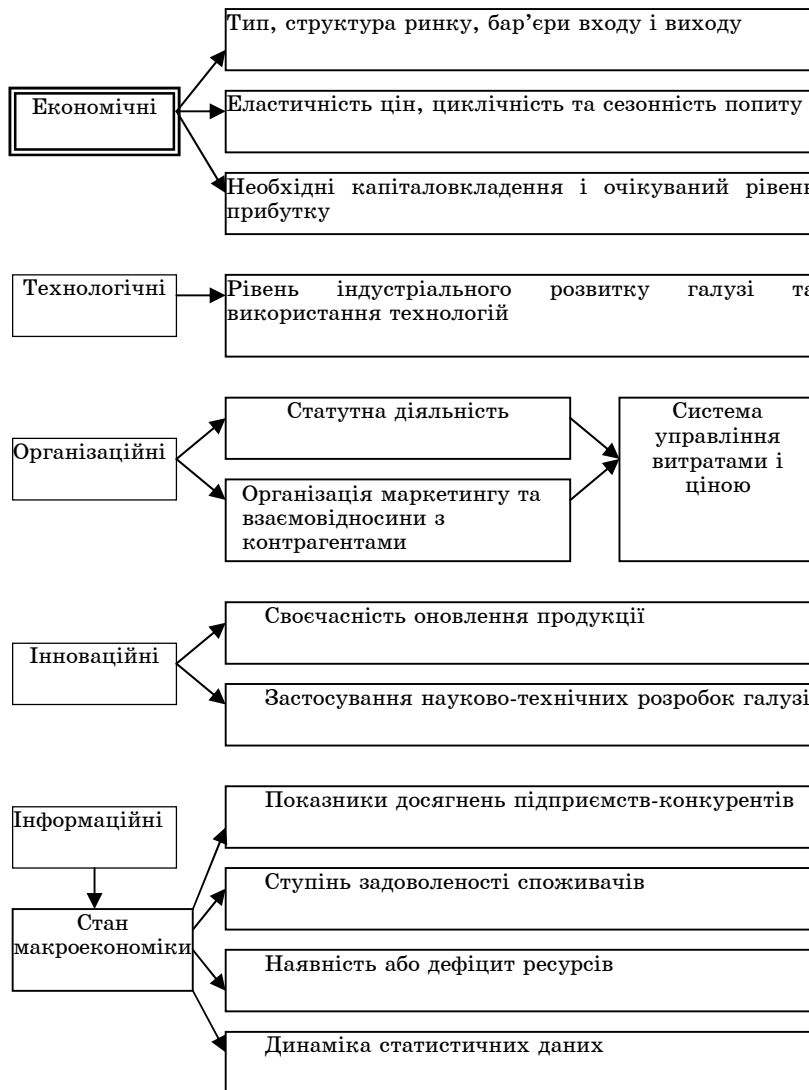 Тип, структура ринку, бар’єри входу і виходу
Економічні
Еластичність цін, циклічність та сезонність попиту
Необхідні капіталовкладення і очікуваний рівень
прибутку
Технологічні
Рівень індустріального розвитку галузі та
використання технологій
Організаційні
Статутна діяльність
Організація маркетингу та
взаємовідносини з
контрагентами
Система
управління
витратами і
ціною
Інноваційні
Своєчасність оновлення продукції
Застосування науково-технічних розробок галузі
Інформаційні
Стан
макроекономіки
Показники досягнень підприємств-конкурентів
Ступінь задоволеності споживачів
Наявність або дефіцит ресурсів
Динаміка статистичних даних